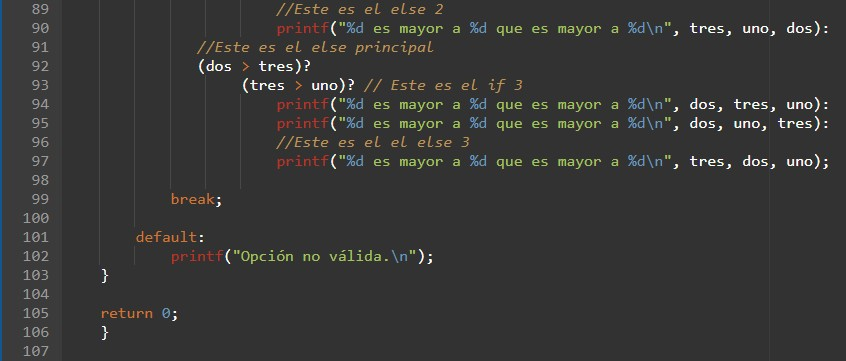 89 //Este es el else 2
90 printf("%d es mayor a %d que es mayor a %d\n", tres, uno, dos):
91 //Este es el else principal
92 (dos > tres)?
93 (tres > uno)? // Este es el if 3
94 printf("%d es mayor a %d que es mayor a %d\n", dos, tres, uno):
95 printf("%d es mayor a %d que es mayor a %d\n", dos, uno, tres):
96 //Este es el el else 3
97 printf("%d es mayor a %d que es mayor a %d\n", tres, dos, uno);
98
99 break;
100
101 default:
102 printf("Opción no válida.\n");
103 }
104
105 return 0;
106 }
107